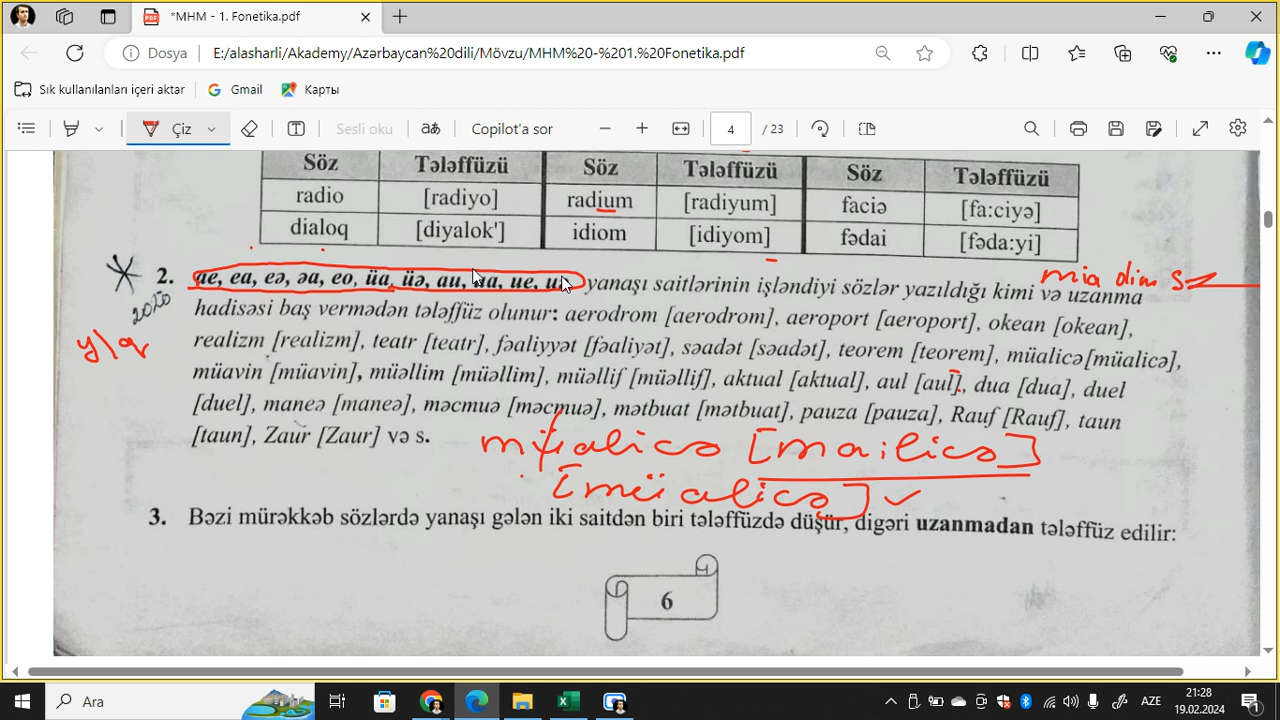 *MHM - 1. Fonetika.pdf
Dosya E:/alasharli/Akademy/Azərbaycan%20dili/Mövzu/MHM%20-%201.%20Fonetika.pdf
Sık kullanılanları içeri aktar Gmail Карты
Çiz Sesli oku aあ Copilot'a sor 4 / 23
Söz Tələffüzü Söz Tələffüzü Söz Tələffüzü
radio [radiyo] radium [radiyum] faciə [fa:ciyə]
dialoq [diyalok'] idiom [idiyom] fədai [fəda:yi]
2. ae, ea, eə, əa, eo, üa, üə, au, ua, ue, yanaşı saitlərinin işləndiyi sözlər yazıldığı kimi və uzanma
hadisəsi baş vermədən tələffüz olunur: aerodrom [aerodrom], aeroport [aeroport], okean [okean],
realizm [realizm], teatr [teatr], fəaliyyət [fəaliyət], səadət [səadət], teorem [teorem], müalicə[müalicə],
müavin [müavin], müəllim [müəllim], müəllif [müəllif], aktual [aktual], aul [aul], dua [dua], duel
[duel], maneə [maneə], məcmuə [məcmuə], mətbuat [mətbuat], pauza [pauza], Rauf [Rauf], taun
[taun], Zaur [Zaur] və s.
müalicə [ma:licə]
[müalicə]
3. Bəzi mürəkkəb sözlərdə yanaşı gələn iki saitdən biri tələffüzdə düşür, digəri uzanmadan tələffüz edilir:
6
Ara
AZE
21:28
19.02.2024